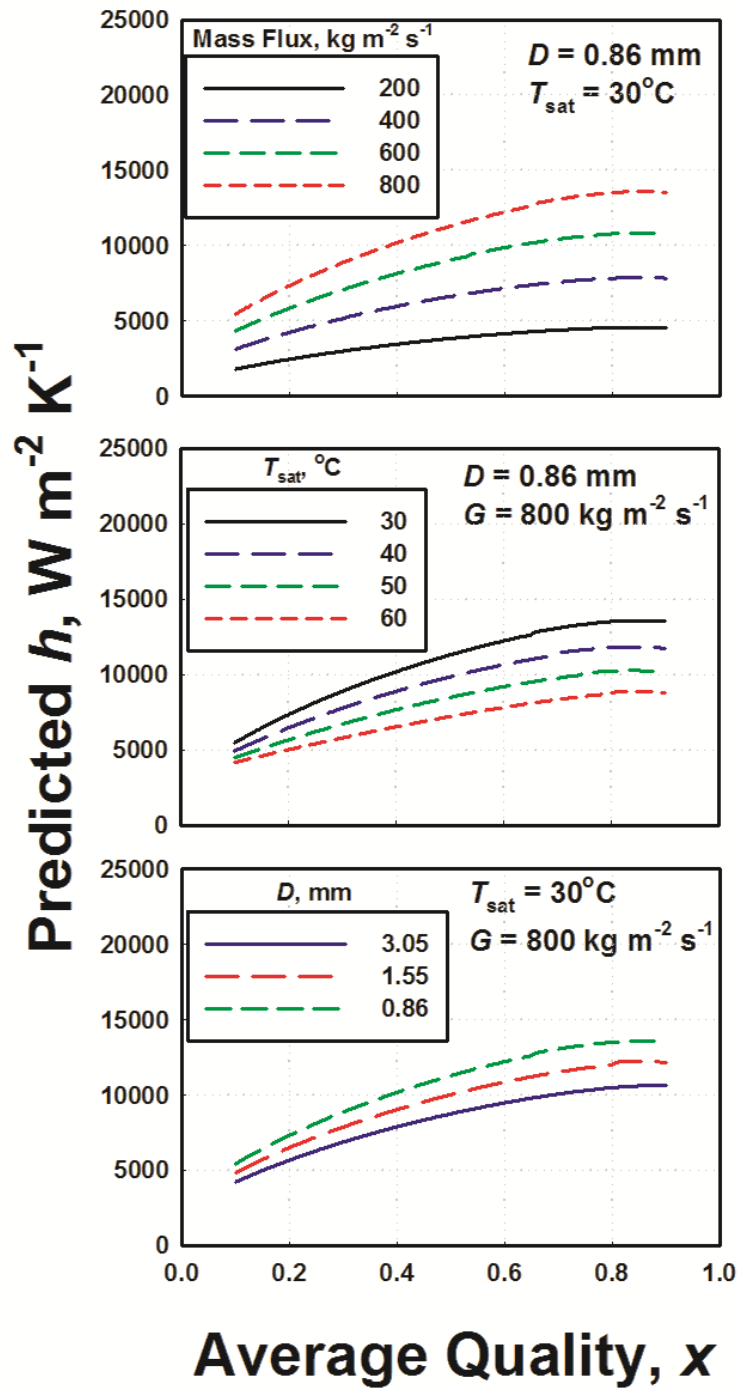 Predicted h, W m-2 K-1
25000
20000
15000
10000
5000
0
Mass Flux, kg m-2 s-1
200
400
600
800
D = 0.86 mm
Tsat = 30oC
25000
20000
15000
10000
5000
0
Tsat, oC
30
40
50
60
D = 0.86 mm
G = 800 kg m-2 s-1
25000
20000
15000
10000
5000
0
D, mm
3.05
1.55
0.86
Tsat = 30oC
G = 800 kg m-2 s-1
0.0 0.2 0.4 0.6 0.8 1.0
Average Quality, x